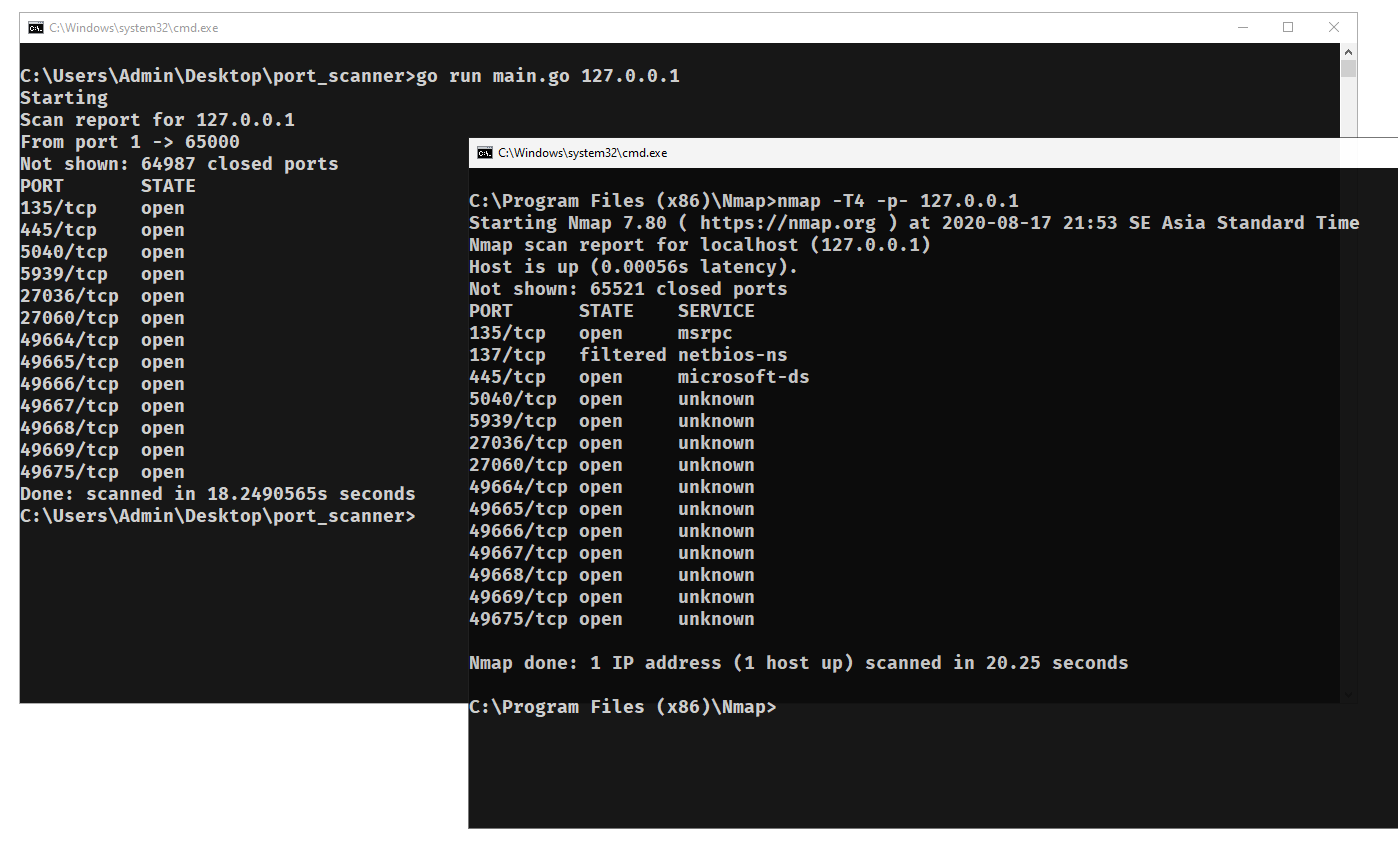 C:\Windows\system32\cmd.exe
C:\Users\Admin\Desktop\port_scanner>go run main.go 127.0.0.1
Starting
Scan report for 127.0.0.1
From port 1 -> 65000
Not shown: 64987 closed ports
PORT       STATE
135/tcp    open
445/tcp    open
5040/tcp   open
5939/tcp   open
27036/tcp  open
27060/tcp  open
49664/tcp  open
49665/tcp  open
49666/tcp  open
49667/tcp  open
49668/tcp  open
49669/tcp  open
49675/tcp  open
Done: scanned in 18.2490565s seconds
C:\Users\Admin\Desktop\port_scanner>
C:\Windows\system32\cmd.exe
C:\Program Files (x86)\Nmap>nmap -T4 -p- 127.0.0.1
Starting Nmap 7.80 ( https://nmap.org ) at 2020-08-17 21:53 SE Asia Standard Time
Nmap scan report for localhost (127.0.0.1)
Host is up (0.00056s latency).
Not shown: 65521 closed ports
PORT      STATE    SERVICE
135/tcp   open     msrpc
137/tcp   filtered netbios-ns
445/tcp   open     microsoft-ds
5040/tcp  open     unknown
5939/tcp  open     unknown
27036/tcp open     unknown
27060/tcp open     unknown
49664/tcp open     unknown
49665/tcp open     unknown
49666/tcp open     unknown
49667/tcp open     unknown
49668/tcp open     unknown
49669/tcp open     unknown
49675/tcp open     unknown
Nmap done: 1 IP address (1 host up) scanned in 20.25 seconds
C:\Program Files (x86)\Nmap>